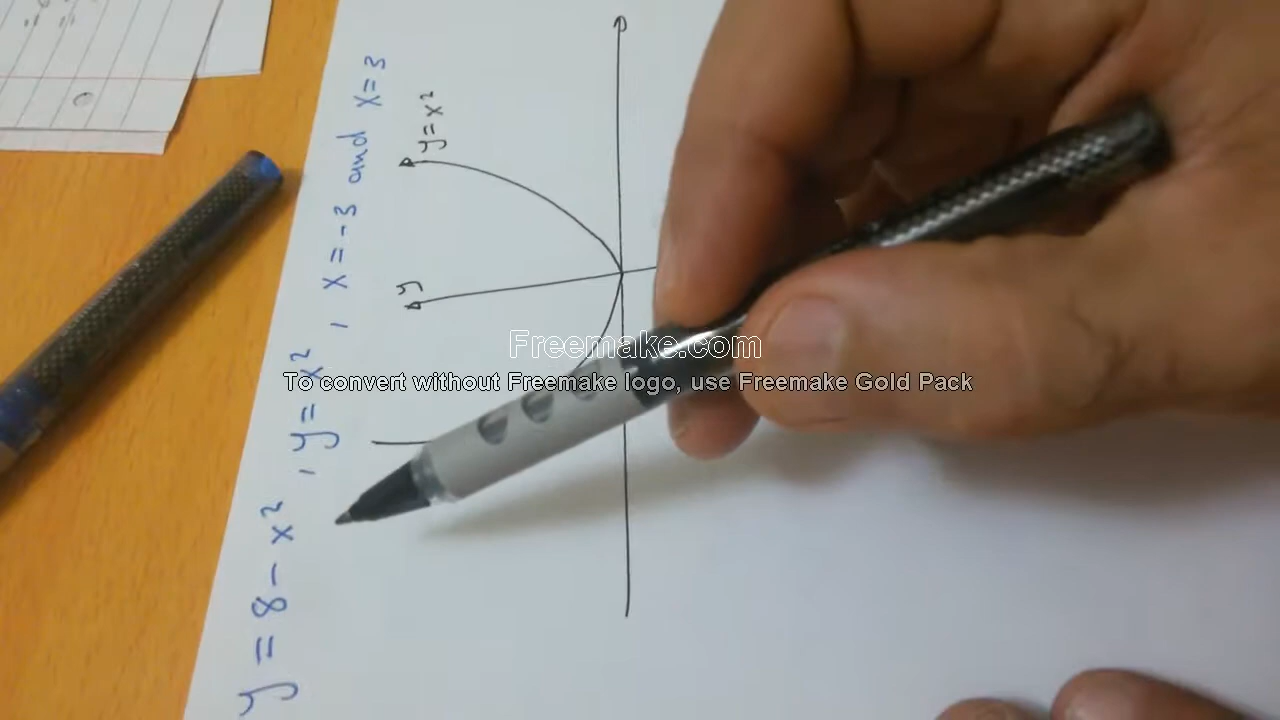 y = 8 - x² , y = x² , x = -3 and x = 3
y = x²
y
Freemake.com
To convert without Freemake logo, use Freemake Gold Pack